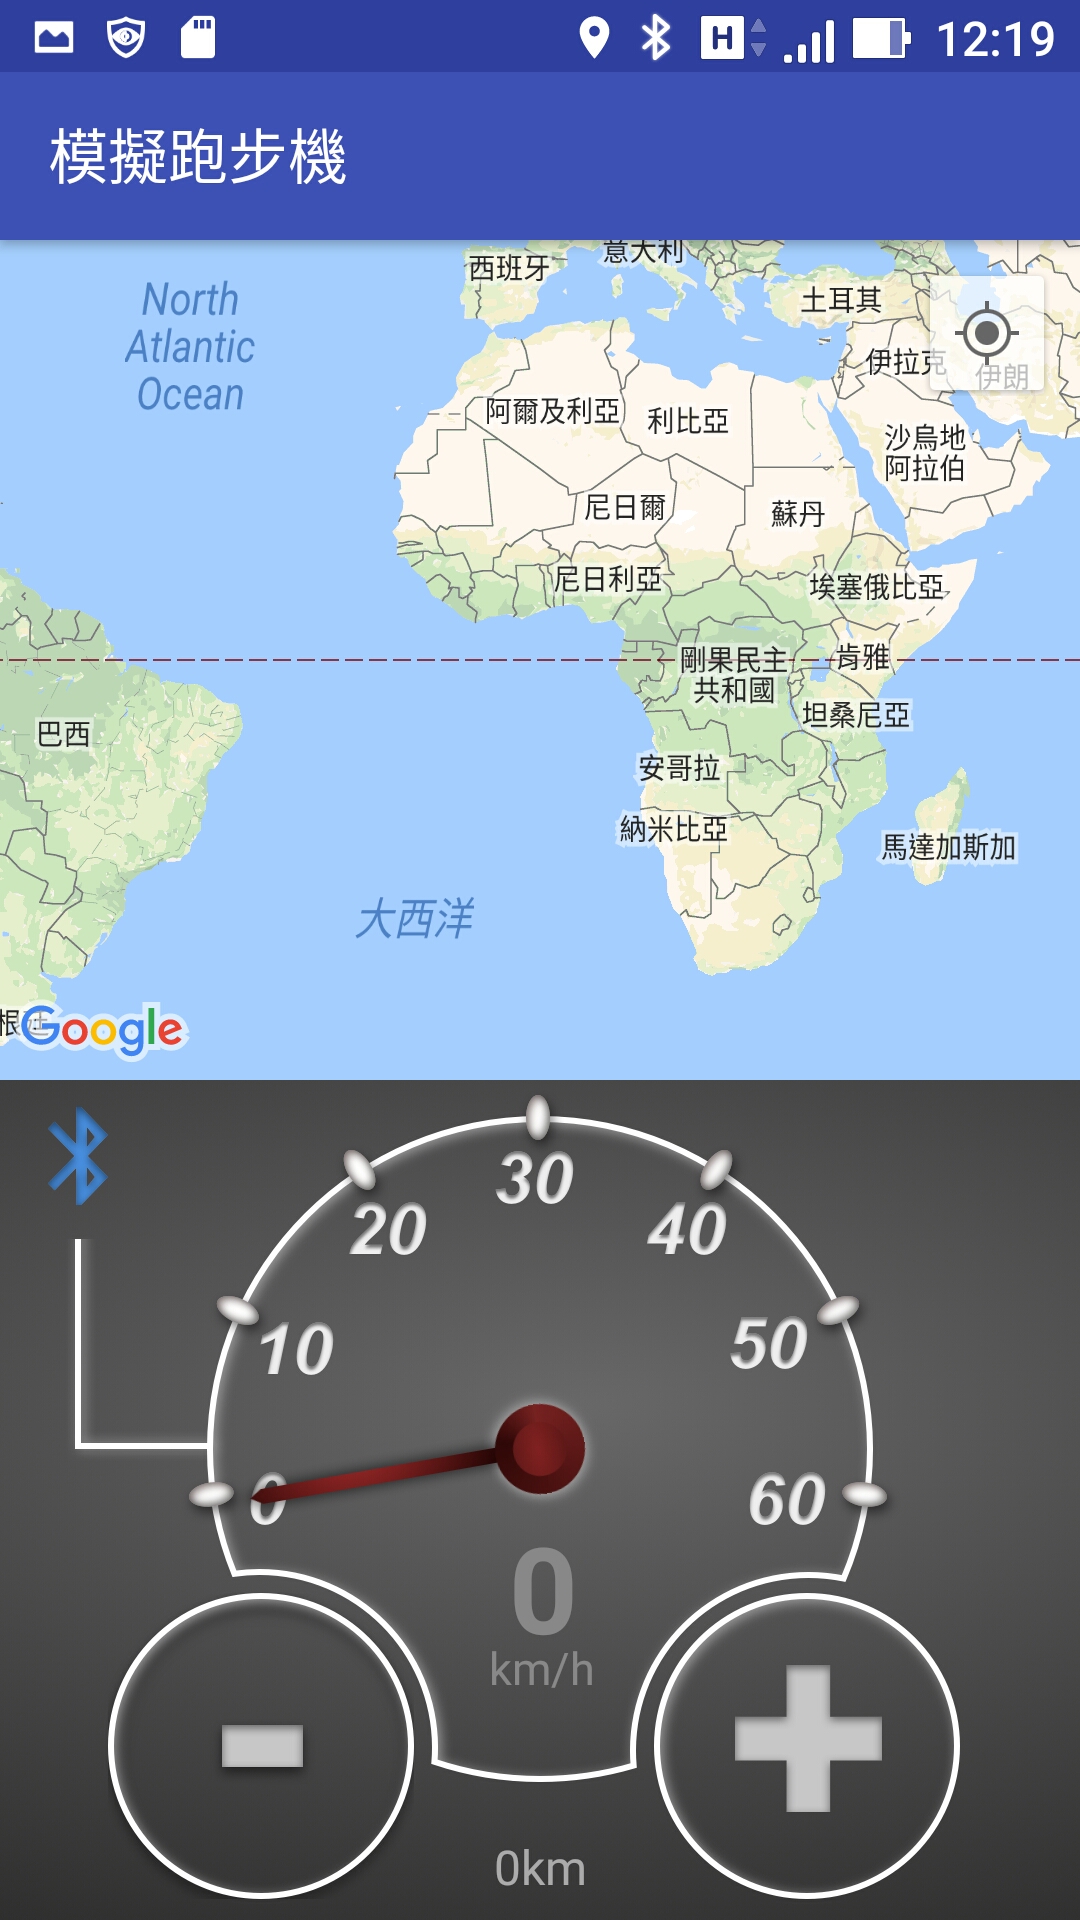 12:19
H
模擬跑步機
North
Atlantic
Ocean
西班牙
意大利
土耳其
伊拉克
伊朗
阿爾及利亞
利比亞
沙烏地
阿拉伯
尼日爾
蘇丹
尼日利亞
埃塞俄比亞
剛果民主
共和國
肯雅
坦桑尼亞
巴西
安哥拉
納米比亞
馬達加斯加
大西洋
Google
30
20
40
10
50
0
60
0
km/h
0km